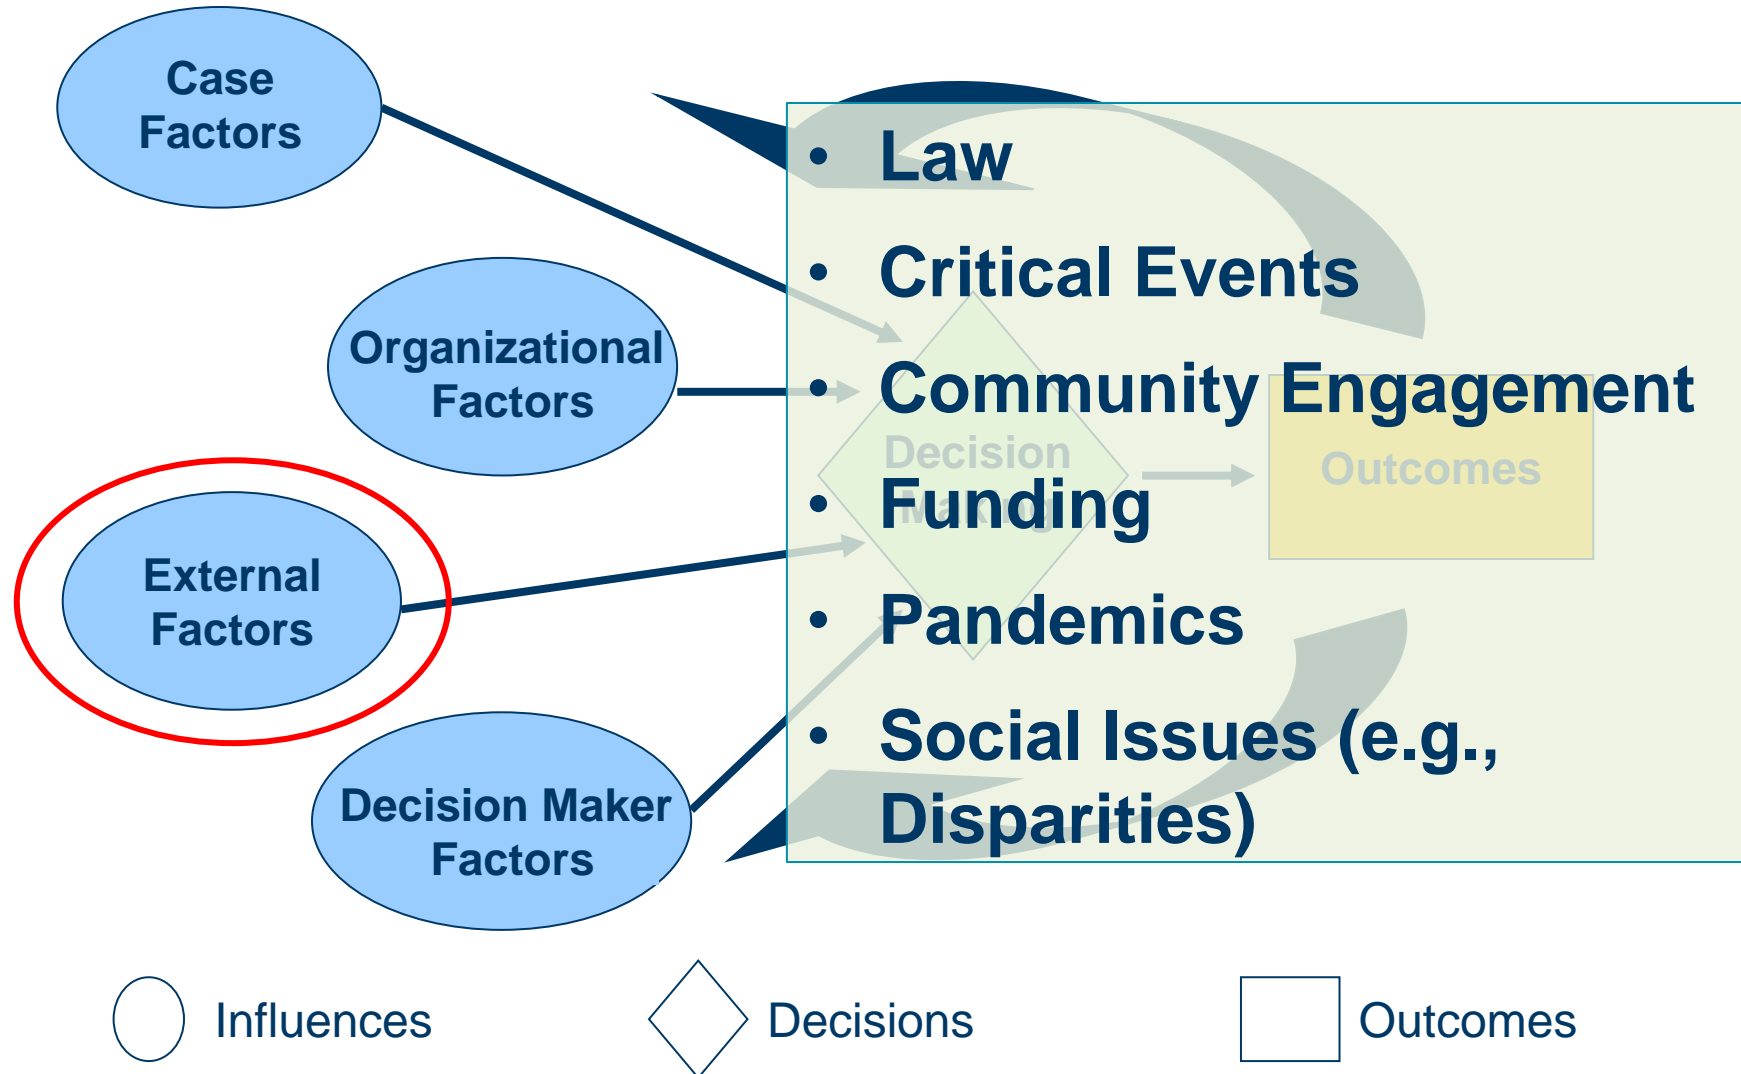 Case
Factors
Organizational
Factors
External
Factors
Decision Maker
Factors
• Law
• Critical Events
• Community Engagement
• Funding
• Pandemics
• Social Issues (e.g.,
Disparities)
Decision
Making
Outcomes
Influences
Decisions
Outcomes